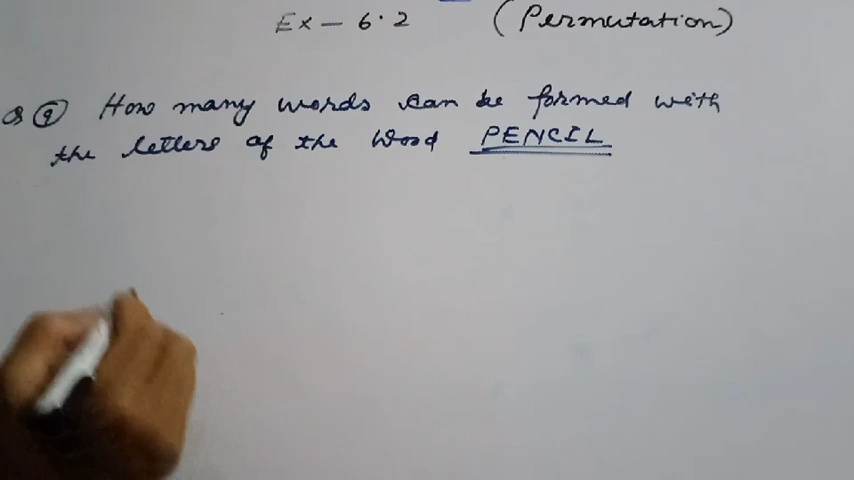 Ex - 6.2 (Permutation)
Q 9 How many words can be formed with
the letters of the word PENCIL